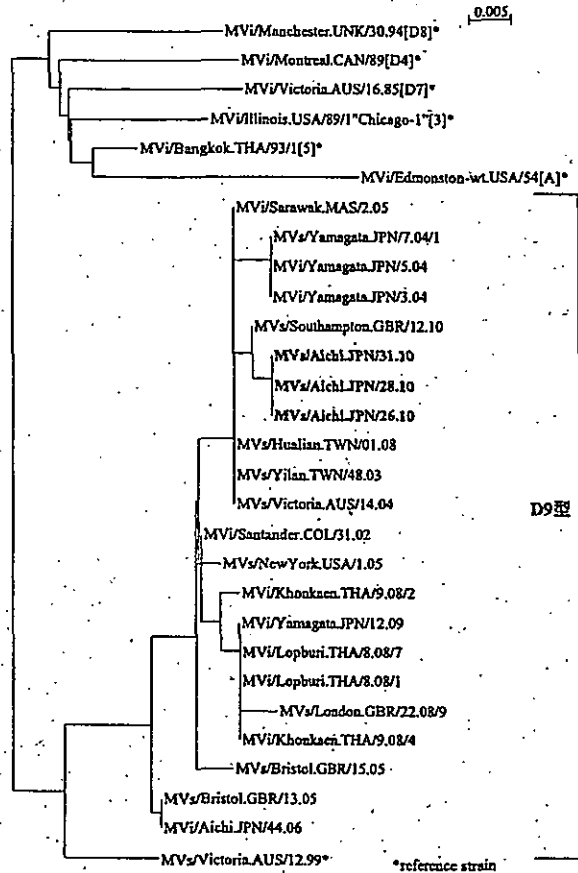 0.005
MVi/Manchester.UNK/30.94[D8]*
MVi/Montreal.CAN/89[D4]*
MVi/Victoria.AUS/16.85[D7]*
MVi/Illinois.USA/89/1"Chicago-1"[3]*
MVi/Bangkok.THA/93/1[5]*
MVi/Edmonston-wt.USA/54[A]*
MVi/Sarawak.MAS/2.05
MVs/Yamagata.JPN/7.04/1
MVi/Yamagata.JPN/5.04
MVi/Yamagata.JPN/3.04
MVs/Southampton.GBR/12.10
MVs/Aichi.JPN/31.10
MVs/Aichi.JPN/28.10
MVs/Aichi.JPN/26.10
MVs/Hualian.TWN/01.08
MVs/Yilan.TWN/48.03
MVs/Victoria.AUS/14.04
D9型
MVi/Santander.COL/31.02
MVs/NewYork.USA/1.05
MVi/Khonkaen.THA/9.08/2
MVi/Yamagata.JPN/12.09
MVi/Lopburi.THA/8.08/7
MVi/Lopburi.THA/8.08/1
MVs/London.GBR/22.08/9
MVi/Khonkaen.THA/9.08/4
MVs/Bristol.GBR/15.05
MVs/Bristol.GBR/13.05
MVi/Aichi.JPN/44.06
MVs/Victoria.AUS/12.99*
*reference strain